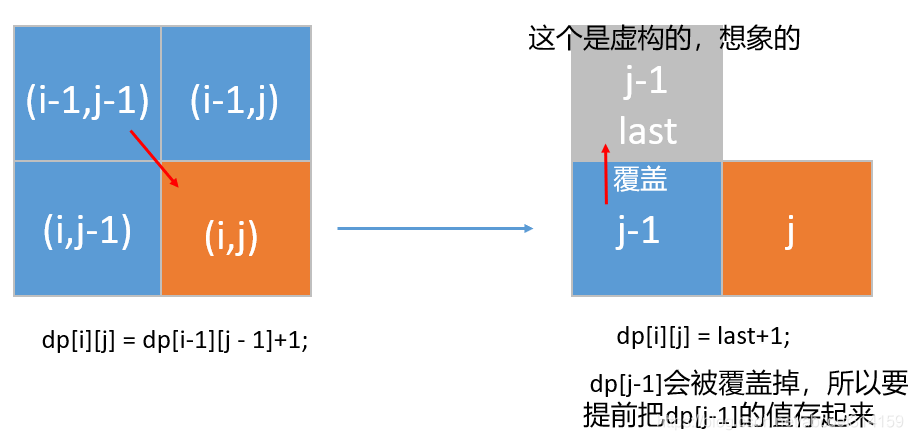 这个是虚构的，想象的
(i-1,j-1)
(i-1,j)
j-1
last
覆盖
(i,j-1)
(i,j)
j-1
j
dp[i][j] = dp[i-1][j - 1]+1;
dp[i][j] = last+1;
dp[j-1]会被覆盖掉，所以要
提前把dp[j-1]的值存起来